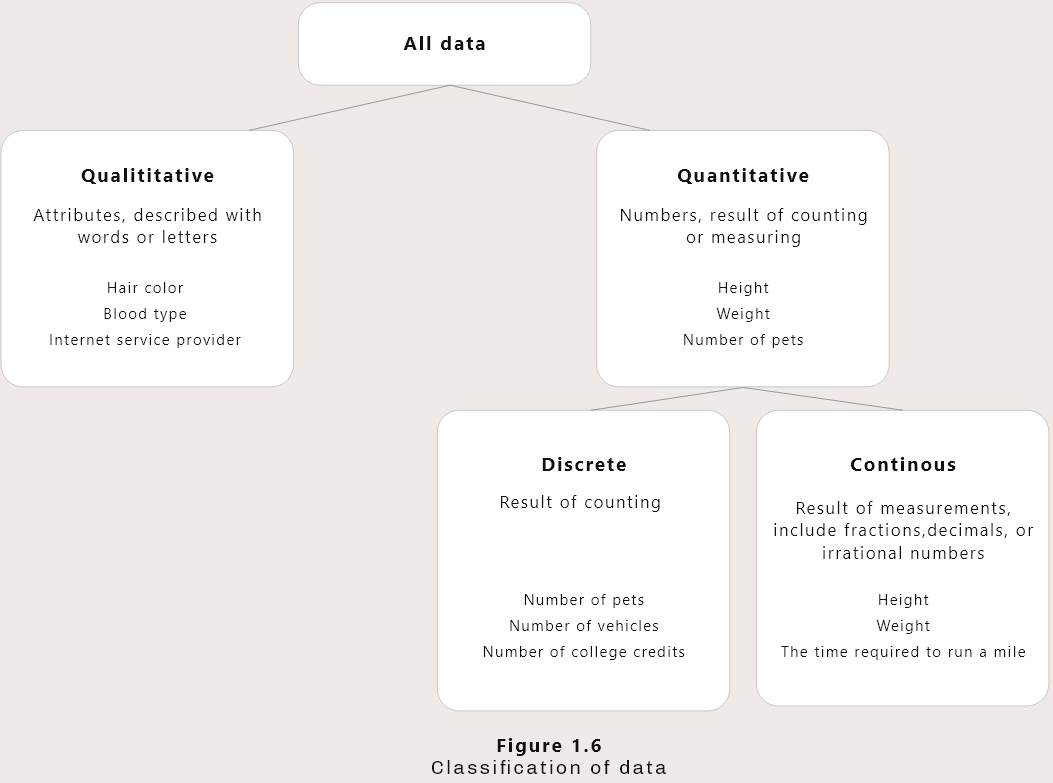 All data
Qualititative
Attributes, described with
words or letters
Hair color
Blood type
Internet service provider
Quantitative
Numbers, result of counting
or measuring
Height
Weight
Number of pets
Discrete
Result of counting
Number of pets
Number of vehicles
Number of college credits
Continous
Result of measurements,
include fractions,decimals, or
irrational numbers
Height
Weight
The time required to run a mile
Figure 1.6
Classification of data